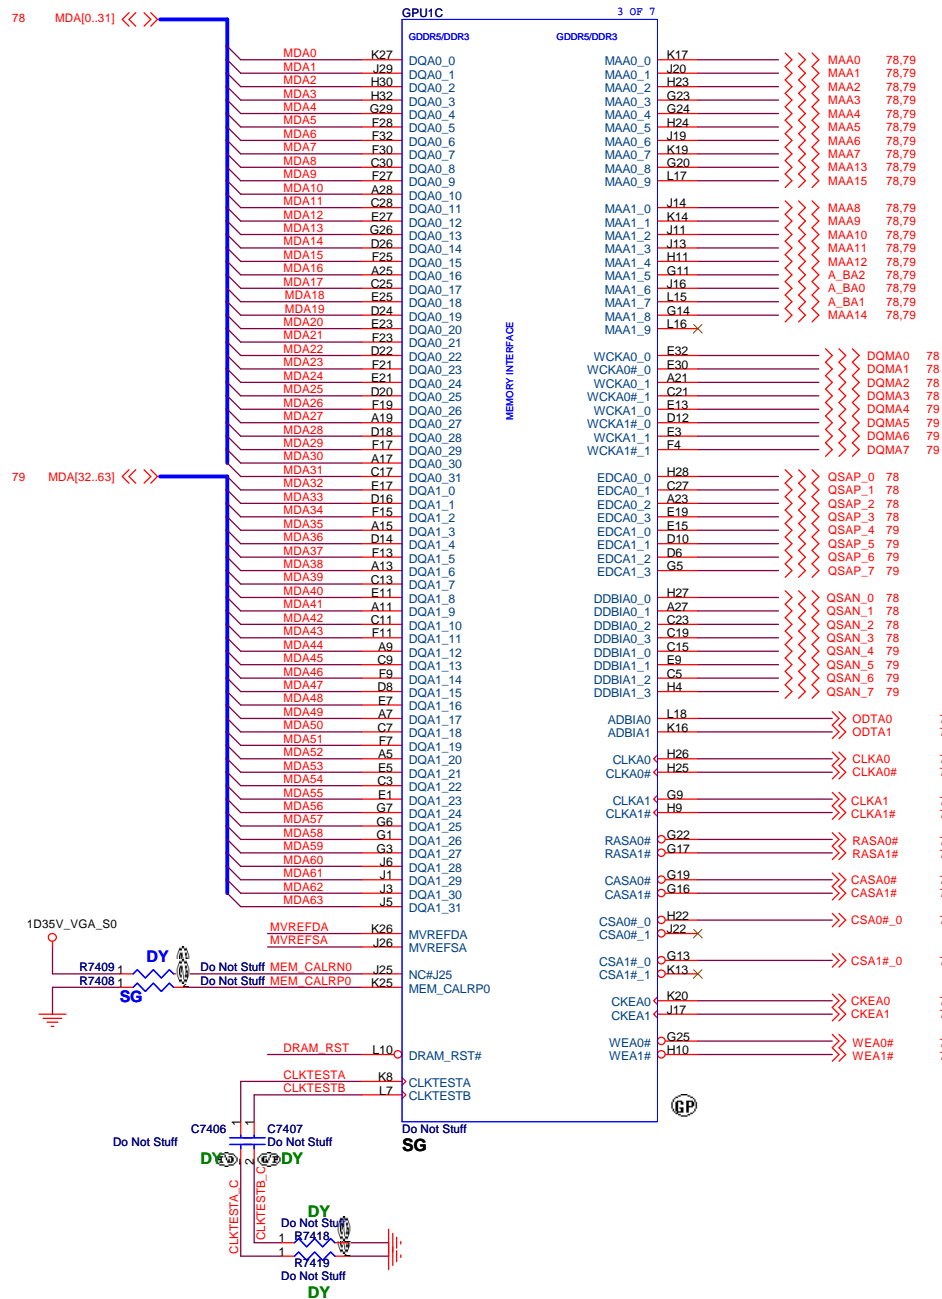 GPU1C 3 OF 7
78 MDA[0..31]
GDDR5/DDR3 GDDR5/DDR3
MDA0 K27 DQA0_0 MAA0_0 K17 MAA0 78,79
MDA1 J29 DQA0_1 MAA0_1 J20 MAA1 78,79
MDA2 H30 DQA0_2 MAA0_2 H23 MAA2 78,79
MDA3 H32 DQA0_3 MAA0_3 G23 MAA3 78,79
MDA4 G29 DQA0_4 MAA0_4 G24 MAA4 78,79
MDA5 F28 DQA0_5 MAA0_5 H24 MAA5 78,79
MDA6 F32 DQA0_6 MAA0_6 J19 MAA6 78,79
MDA7 F30 DQA0_7 MAA0_7 K19 MAA7 78,79
MDA8 C30 DQA0_8 MAA0_8 G20 MAA13 78,79
MDA9 F27 DQA0_9 MAA0_9 L17 MAA15 78,79
MDA10 A28 DQA0_10
MDA11 C28 DQA0_11 MAA1_0 J14 MAA8 78,79
MDA12 E27 DQA0_12 MAA1_1 K14 MAA9 78,79
MDA13 G26 DQA0_13 MAA1_2 J11 MAA10 78,79
MDA14 D26 DQA0_14 MAA1_3 J13 MAA11 78,79
MDA15 F25 DQA0_15 MAA1_4 H11 MAA12 78,79
MDA16 A25 DQA0_16 MAA1_5 G11 A_BA2 78,79
MDA17 C25 DQA0_17 MAA1_6 J16 A_BA0 78,79
MDA18 E25 DQA0_18 MAA1_7 L15 A_BA1 78,79
MDA19 D24 DQA0_19 MAA1_8 G14 MAA14 78,79
MDA20 E23 DQA0_20 MAA1_9 L16
MDA21 F23 DQA0_21
MDA22 D22 DQA0_22 WCKA0_0 E32 DQMA0 78
MDA23 F21 DQA0_23 WCKA0#_0 E30 DQMA1 78
MDA24 E21 DQA0_24 WCKA0_1 A21 DQMA2 78
MDA25 D20 DQA0_25 WCKA0#_1 C21 DQMA3 78
MDA26 F19 DQA0_26 WCKA1_0 E13 DQMA4 79
MDA27 A19 DQA0_27 WCKA1#_0 D12 DQMA5 79
MDA28 D18 DQA0_28 WCKA1_1 E3 DQMA6 79
MDA29 F17 DQA0_29 WCKA1#_1 F4 DQMA7 79
MDA30 A17 DQA0_30
MEMORY INTERFACE
79 MDA[32..63]
MDA31 C17 DQA0_31 EDCA0_0 H28 QSAP_0 78
MDA32 E17 DQA1_0 EDCA0_1 C27 QSAP_1 78
MDA33 D16 DQA1_1 EDCA0_2 A23 QSAP_2 78
MDA34 F15 DQA1_2 EDCA0_3 E19 QSAP_3 78
MDA35 A15 DQA1_3 EDCA1_0 E15 QSAP_4 79
MDA36 D14 DQA1_4 EDCA1_1 D10 QSAP_5 79
MDA37 F13 DQA1_5 EDCA1_2 D6 QSAP_6 79
MDA38 A13 DQA1_6 EDCA1_3 G5 QSAP_7 79
MDA39 C13 DQA1_7
MDA40 E11 DQA1_8 DDBIA0_0 H27 QSAN_0 78
MDA41 A11 DQA1_9 DDBIA0_1 A27 QSAN_1 78
MDA42 C11 DQA1_10 DDBIA0_2 C23 QSAN_2 78
MDA43 F11 DQA1_11 DDBIA0_3 C19 QSAN_3 78
MDA44 A9 DQA1_12 DDBIA1_0 C15 QSAN_4 79
MDA45 C9 DQA1_13 DDBIA1_1 E9 QSAN_5 79
MDA46 F9 DQA1_14 DDBIA1_2 C5 QSAN_6 79
MDA47 D8 DQA1_15 DDBIA1_3 H4 QSAN_7 79
MDA48 E7 DQA1_16
MDA49 A7 DQA1_17 ADBIA0 L18 ODTA0
MDA50 C7 DQA1_18 ADBIA1 K16 ODTA1
MDA51 F7 DQA1_19
MDA52 A5 DQA1_20 CLKA0 H26 CLKA0
MDA53 E5 DQA1_21 CLKA0# H25 CLKA0#
MDA54 C3 DQA1_22
MDA55 E1 DQA1_23 CLKA1 G9 CLKA1
MDA56 G7 DQA1_24 CLKA1# H9 CLKA1#
MDA57 G6 DQA1_25
MDA58 G1 DQA1_26 RASA0# G22 RASA0#
MDA59 G3 DQA1_27 RASA1# G17 RASA1#
MDA60 J6 DQA1_28
MDA61 J1 DQA1_29 CASA0# G19 CASA0#
MDA62 J3 DQA1_30 CASA1# G16 CASA1#
MDA63 J5 DQA1_31
1D35V_VGA_S0 CSA0#_0 H22 CSA0#_0
MVREFDA K26 MVREFDA CSA0#_1 J22
MVREFSA J26 MVREFSA
DY CSA1#_0 G13 CSA1#_0
R7409 1 Do Not Stuff MEM_CALRN0 J25 NC#J25 CSA1#_1 K13
R7408 1 Do Not Stuff MEM_CALRP0 K25 MEM_CALRP0
SG CKEA0 K20 CKEA0
CKEA1 J17 CKEA1
WEA0# G25 WEA0#
DRAM_RST L10 DRAM_RST# WEA1# H10 WEA1#
CLKTESTA K8 CLKTESTA
CLKTESTB L7 CLKTESTB
GP
1 1
C7406 C7407 Do Not Stuff
Do Not Stuff Do Not Stuff SG
DY 2 DY
CLKTESTA_C
CLKTESTB_C
DY
Do Not Stuff
1 R7418
1 R7419
Do Not Stuff
DY